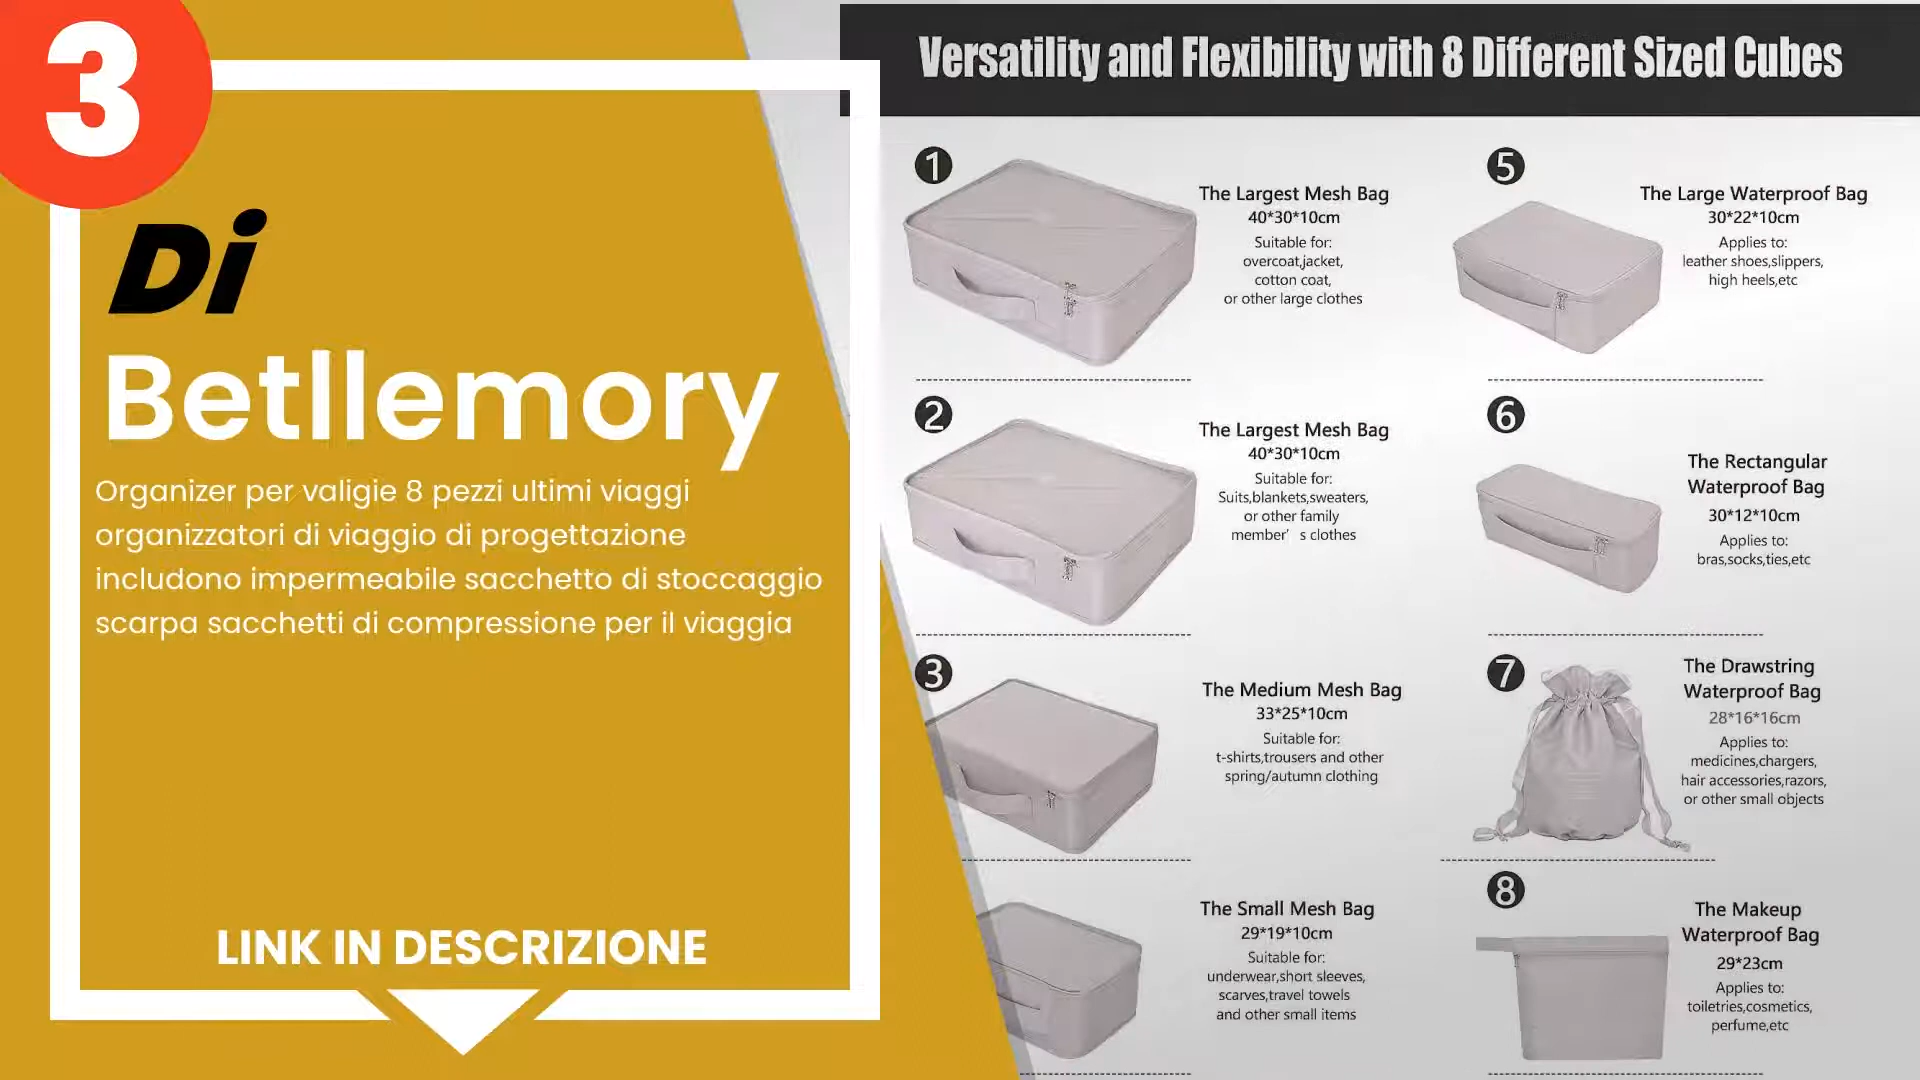 3
Di
Betllemory
Organizer per valigie 8 pezzi ultimi viaggi
organizzatori di viaggio di progettazione
includono impermeabile sacchetto di stoccaggio
scarpa sacchetti di compressione per il viaggia
LINK IN DESCRIZIONE
Versatility and Flexibility with 8 Different Sized Cubes
1
The Largest Mesh Bag
40*30*10cm
Suitable for:
overcoat,jacket,
cotton coat,
or other large clothes
2
The Largest Mesh Bag
40*30*10cm
Suitable for:
Suits,blankets,sweaters,
or other family
member' s clothes
3
The Medium Mesh Bag
33*25*10cm
Suitable for:
t-shirts,trousers and other
spring/autumn clothing
The Small Mesh Bag
29*19*10cm
Suitable for:
underwear,short sleeves,
scarves,travel towels
and other small items
5
The Large Waterproof Bag
30*22*10cm
Applies to:
leather shoes,slippers,
high heels,etc
6
The Rectangular
Waterproof Bag
30*12*10cm
Applies to:
bras,socks,ties,etc
7
The Drawstring
Waterproof Bag
28*16*16cm
Applies to:
medicines,chargers,
hair accessories,razors,
or other small objects
8
The Makeup
Waterproof Bag
29*23cm
Applies to:
toiletries,cosmetics,
perfume,etc